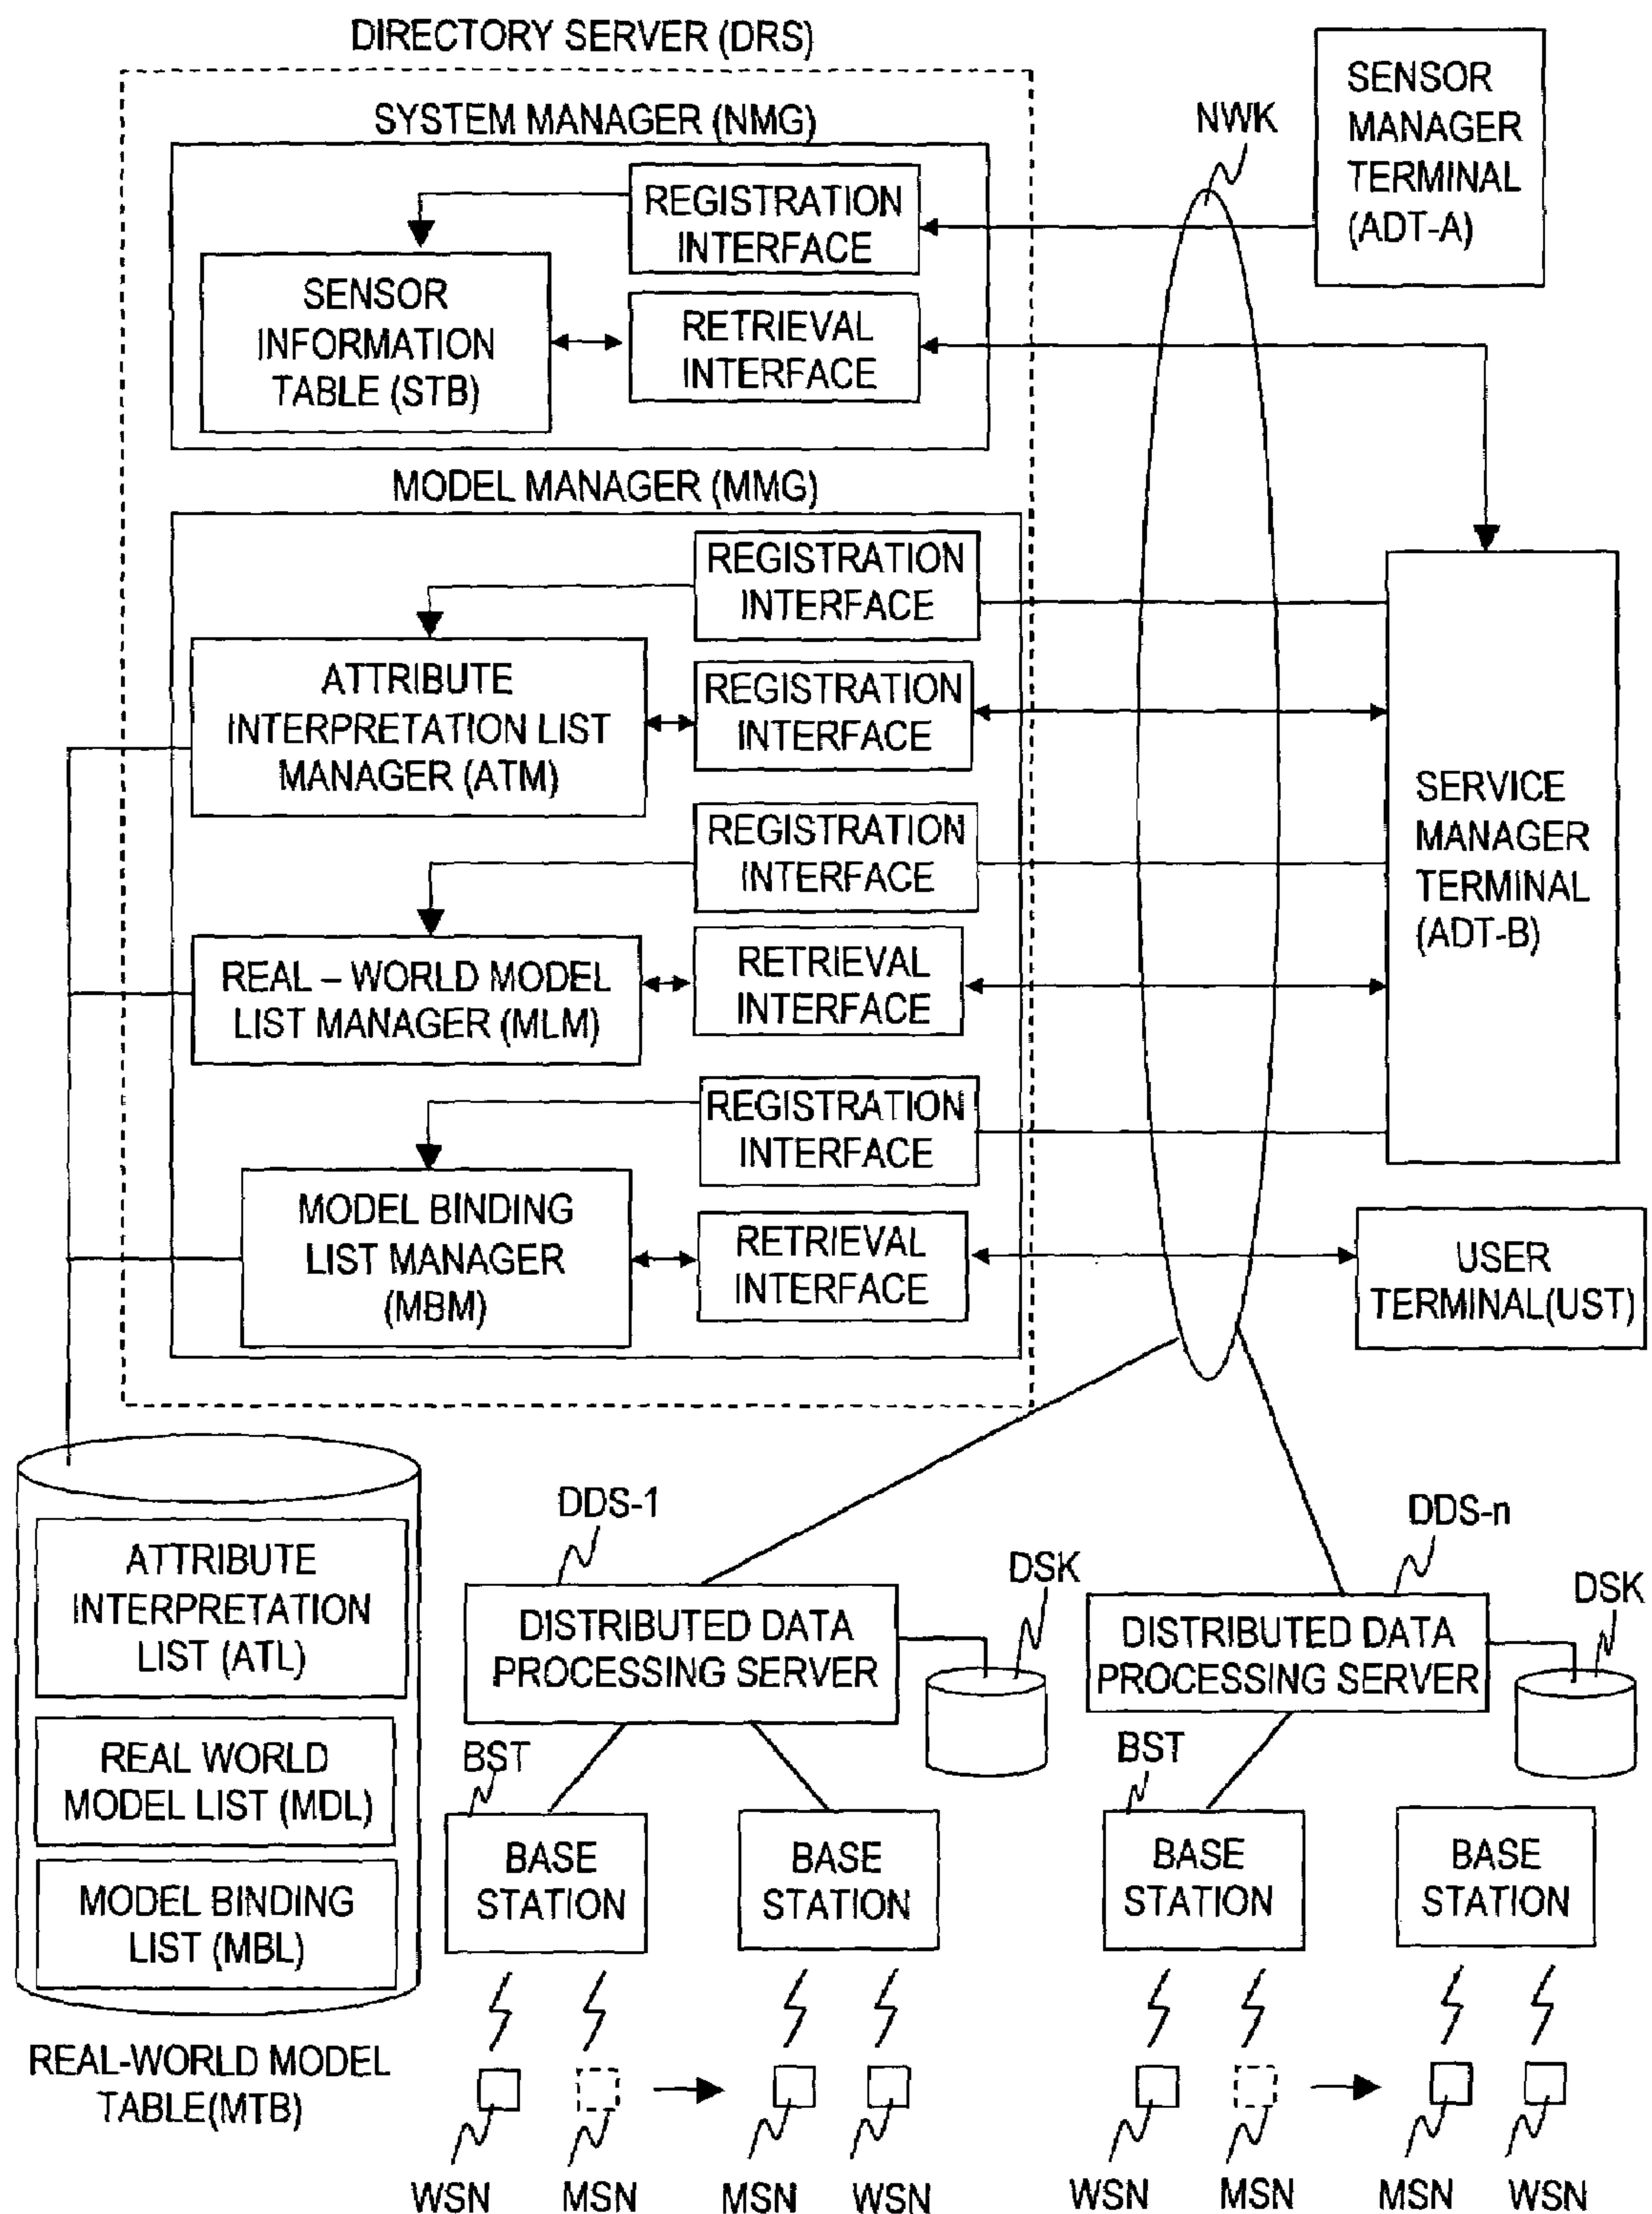 DIRECTORY SERVER (DRS)
SYSTEM MANAGER (NMG)
REGISTRATION
INTERFACE
SENSOR
INFORMATION
TABLE (STB)
RETRIEVAL
INTERFACE
NWK
SENSOR
MANAGER
TERMINAL
(ADT-A)
MODEL MANAGER (MMG)
REGISTRATION
INTERFACE
ATTRIBUTE
INTERPRETATION LIST
MANAGER (ATM)
REGISTRATION
INTERFACE
REGISTRATION
INTERFACE
REAL – WORLD MODEL
LIST MANAGER (MLM)
RETRIEVAL
INTERFACE
REGISTRATION
INTERFACE
MODEL BINDING
LIST MANAGER
(MBM)
RETRIEVAL
INTERFACE
SERVICE
MANAGER
TERMINAL
(ADT-B)
USER
TERMINAL(UST)
ATTRIBUTE
INTERPRETATION
LIST (ATL)
REAL WORLD
MODEL LIST (MDL)
MODEL BINDING
LIST (MBL)
REAL-WORLD MODEL
TABLE(MTB)
DDS-1
DISTRIBUTED DATA
PROCESSING SERVER
DSK
DDS-n
DISTRIBUTED DATA
PROCESSING SERVER
DSK
BST
BASE
STATION
BASE
STATION
BST
BASE
STATION
BASE
STATION
WSN
MSN
MSN
WSN
WSN
MSN
MSN
WSN